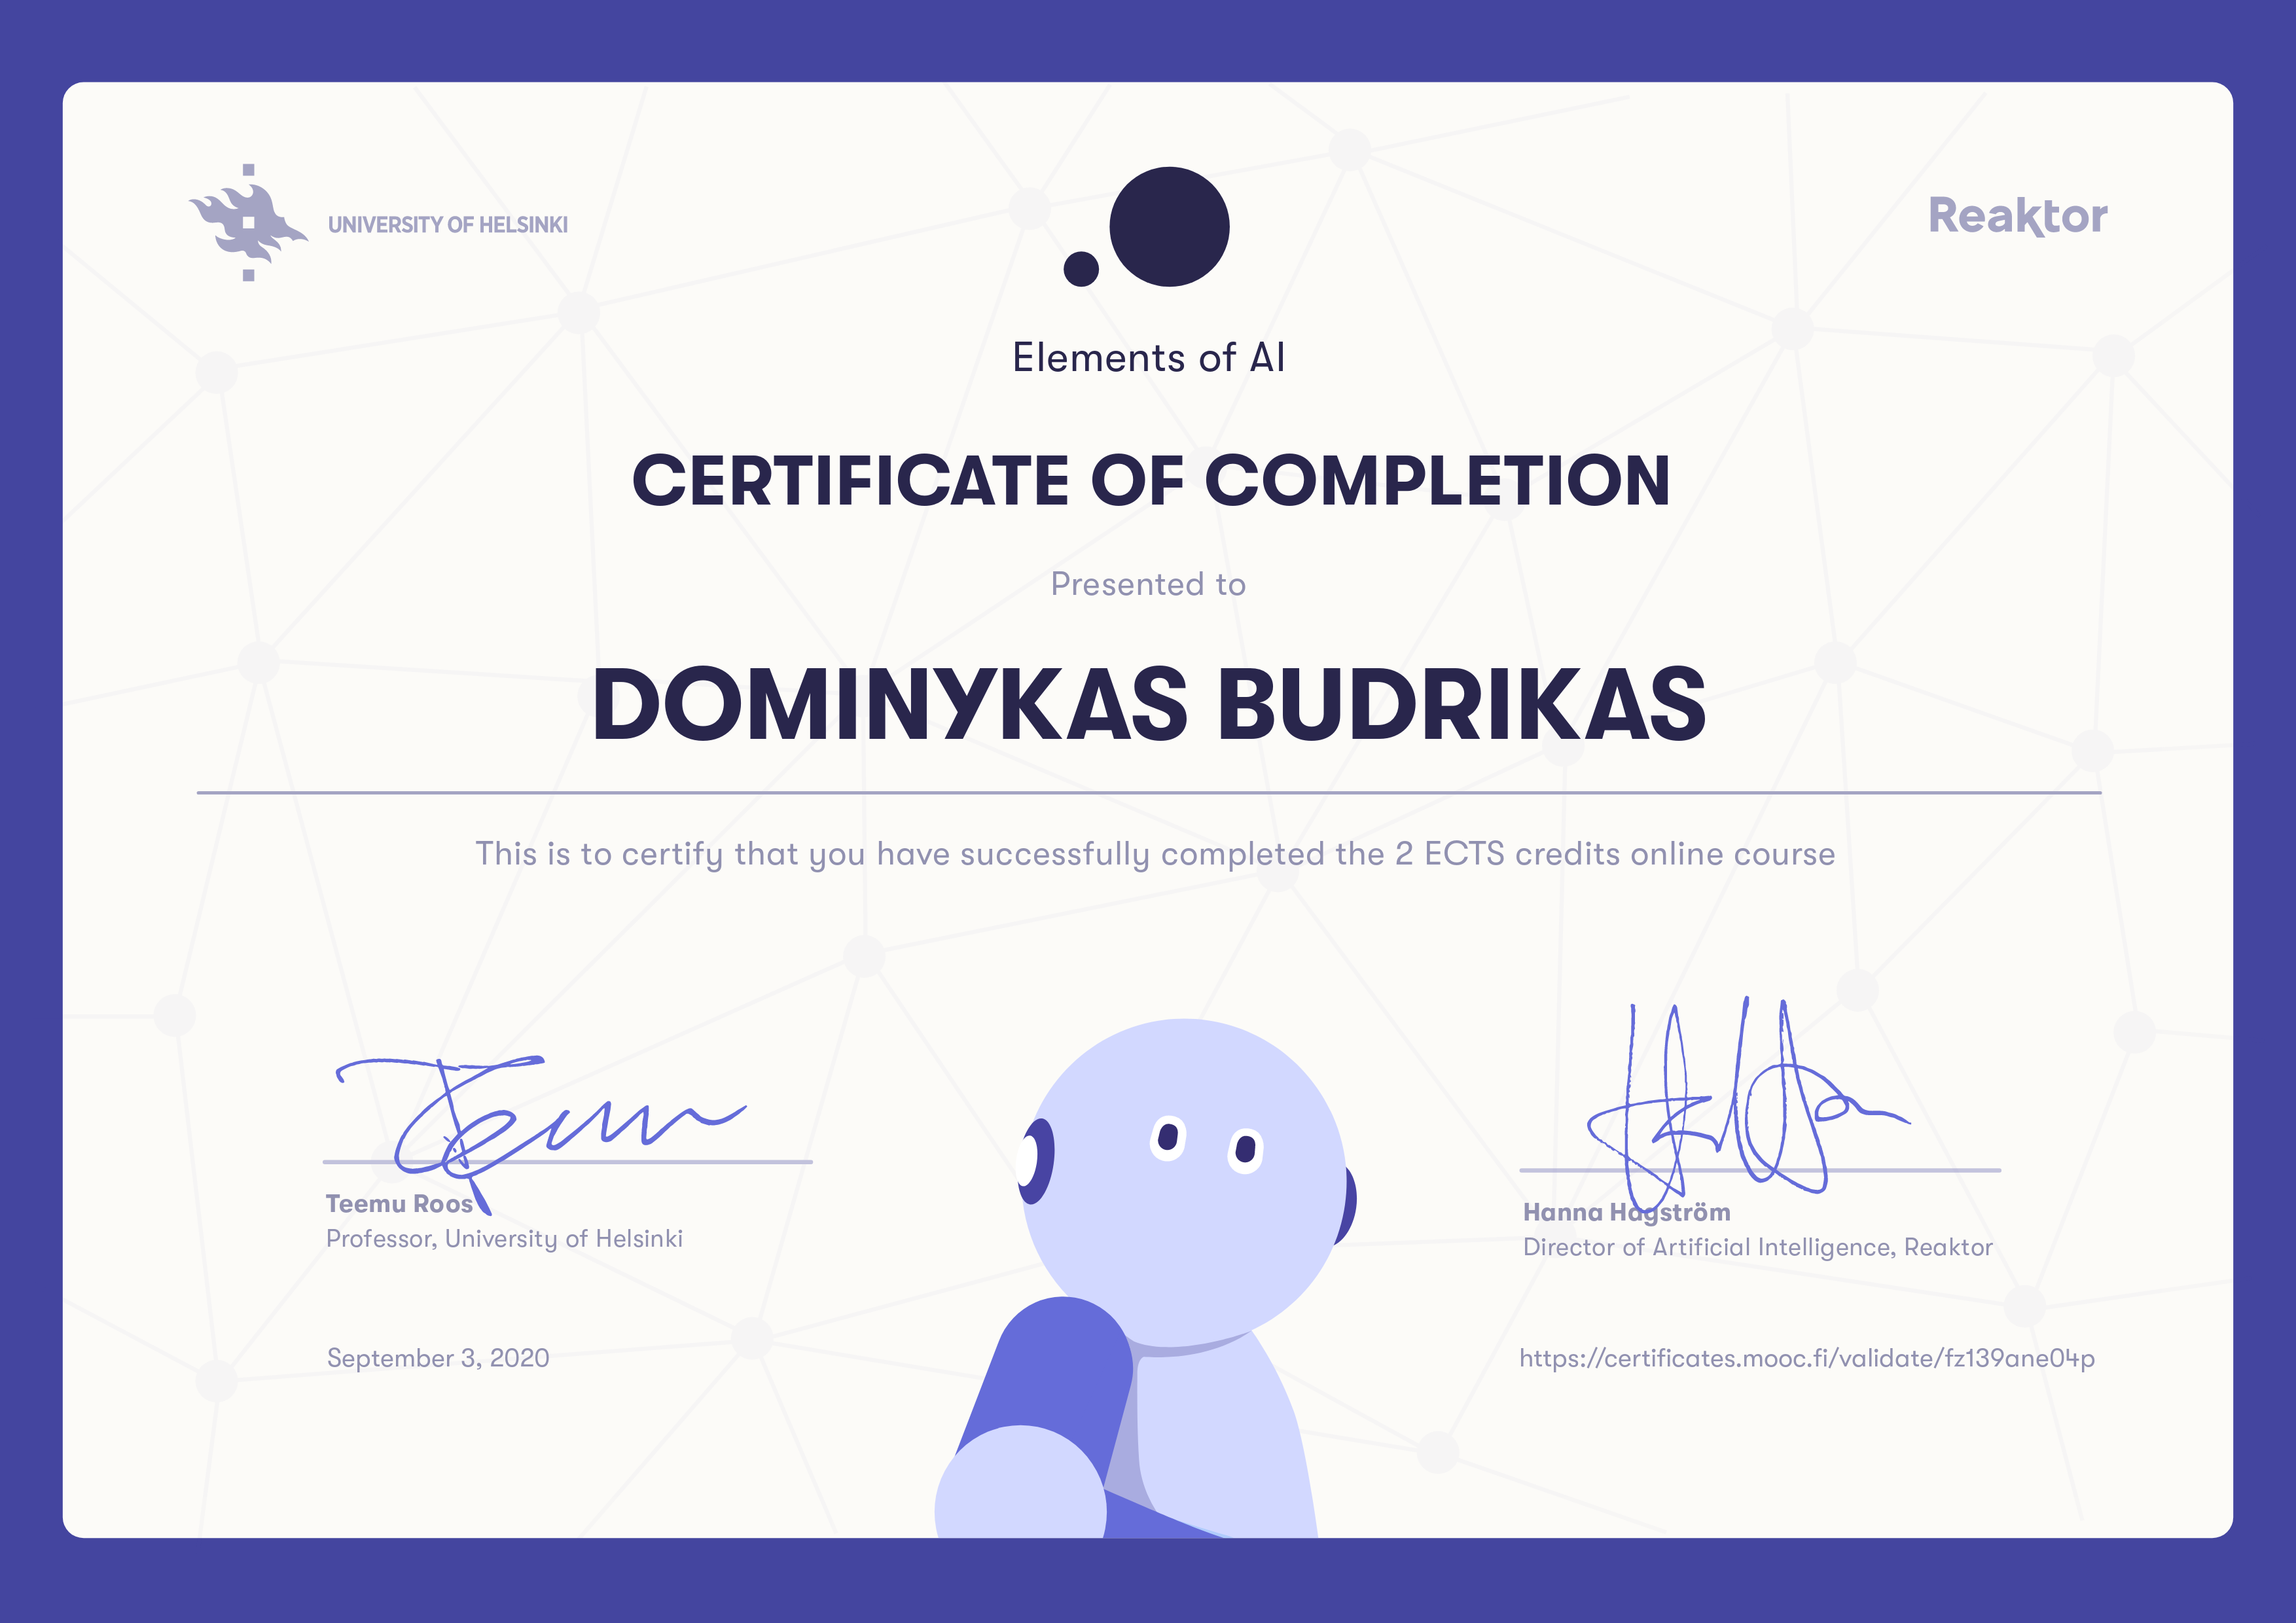 UNIVERSITY OF HELSINKI
Reaktor
Elements of AI
CERTIFICATE OF COMPLETION
Presented to
DOMINYKAS BUDRIKAS
This is to certify that you have successfully completed the 2 ECTS credits online course
Teemu Roos
Professor, University of Helsinki
Hanna Hagström
Director of Artificial Intelligence, Reaktor
September 3, 2020
https://certificates.mooc.fi/validate/fz139ane04p